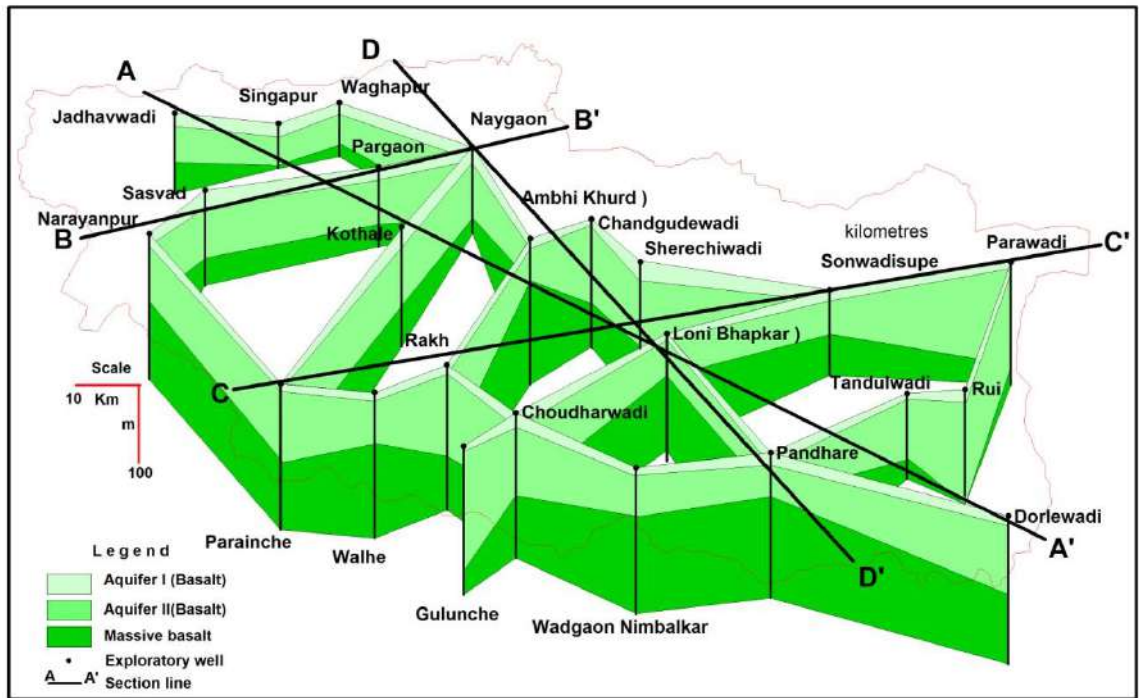 D
A
Waghapur
Singapur
Jadhavwadi
Naygaon
B'
Pargaon
Sasvad
Ambhi Khurd )
Narayanpur
Chandgudewadi
B
Kothale
kilometres
Parawadi
C'
Sherechiwadi
Sonwadisupe
Rakh
Loni Bhapkar )
Scale
C
10 Km
Tandulwadi
Rui
m
Choudharwadi
100
Pandhare
Dorlewadi
Parainche
A'
Walhe
D'
Legend
Aquifer I (Basalt)
Gulunche
Aquifer II(Basalt)
Wadgaon Nimbalkar
Massive basalt
Exploratory well
A A' Section line